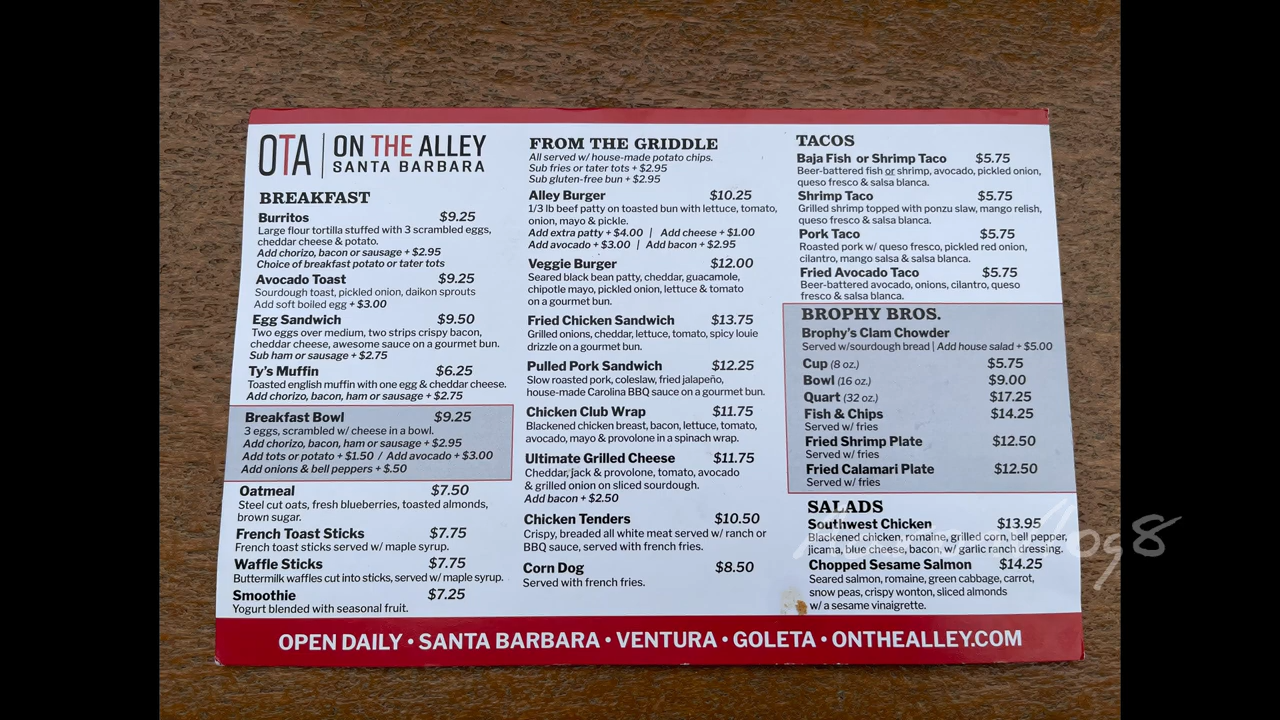 OTA | ON THE ALLEY
SANTA BARBARA
BREAKFAST
Burritos $9.25
Large flour tortilla stuffed with 3 scrambled eggs,
cheddar cheese & potato.
Add chorizo, bacon or sausage + $2.95
Choice of breakfast potato or tater tots
Avocado Toast $9.25
Sourdough toast, pickled onion, daikon sprouts
Add soft boiled egg + $3.00
Egg Sandwich $9.50
Two eggs over medium, two strips crispy bacon,
cheddar cheese, awesome sauce on a gourmet bun.
Sub ham or sausage + $2.75
Ty's Muffin $6.25
Toasted english muffin with one egg & cheddar cheese.
Add chorizo, bacon, ham or sausage + $2.75
Breakfast Bowl $9.25
3 eggs, scrambled w/ cheese in a bowl.
Add chorizo, bacon, ham or sausage + $2.95
Add tots or potato + $1.50 / Add avocado + $3.00
Add onions & bell peppers + $.50
Oatmeal $7.50
Steel cut oats, fresh blueberries, toasted almonds,
brown sugar.
French Toast Sticks $7.75
French toast sticks served w/ maple syrup.
Waffle Sticks $7.75
Buttermilk waffles cut into sticks, served w/ maple syrup.
Smoothie $7.25
Yogurt blended with seasonal fruit.
FROM THE GRIDDLE
All served w/ house-made potato chips.
Sub fries or tater tots + $2.95
Sub gluten-free bun + $2.95
Alley Burger $10.25
1/3 lb beef patty on toasted bun with lettuce, tomato,
onion, mayo & pickle.
Add extra patty + $4.00 | Add cheese + $1.00
Add avocado + $3.00 | Add bacon + $2.95
Veggie Burger $12.00
Seared black bean patty, cheddar, guacamole,
chipotle mayo, pickled onion, lettuce & tomato
on a gourmet bun.
Fried Chicken Sandwich $13.75
Grilled onions, cheddar, lettuce, tomato, spicy louie
drizzle on a gourmet bun.
Pulled Pork Sandwich $12.25
Slow roasted pork, coleslaw, fried jalapeño,
house-made Carolina BBQ sauce on a gourmet bun.
Chicken Club Wrap $11.75
Blackened chicken breast, bacon, lettuce, tomato,
avocado, mayo & provolone in a spinach wrap.
Ultimate Grilled Cheese $11.75
Cheddar, jack & provolone, tomato, avocado
& grilled onion on sliced sourdough.
Add bacon + $2.50
Chicken Tenders $10.50
Crispy, breaded all white meat served w/ ranch or
BBQ sauce, served with french fries.
Corn Dog $8.50
Served with french fries.
TACOS
Baja Fish or Shrimp Taco $5.75
Beer-battered fish or shrimp, avocado, pickled onion,
queso fresco & salsa blanca.
Shrimp Taco $5.75
Grilled shrimp topped with ponzu slaw, mango relish,
queso fresco & salsa blanca.
Pork Taco $5.75
Roasted pork w/ queso fresco, pickled red onion,
cilantro, mango salsa & salsa blanca.
Fried Avocado Taco $5.75
Beer-battered avocado, onions, cilantro, queso
fresco & salsa blanca.
BROPHY BROS.
Brophy's Clam Chowder
Served w/sourdough bread | Add house salad + $5.00
Cup (8 oz.) $5.75
Bowl (16 oz.) $9.00
Quart (32 oz.) $17.25
Fish & Chips $14.25
Served w/ fries
Fried Shrimp Plate $12.50
Served w/ fries
Fried Calamari Plate $12.50
Served w/ fries
SALADS
Southwest Chicken $13.95
Blackened chicken, romaine, grilled corn, bell pepper,
jicama, blue cheese, bacon, w/ garlic ranch dressing.
Chopped Sesame Salmon $14.25
Seared salmon, romaine, green cabbage, carrot,
snow peas, crispy wonton, sliced almonds
w/ a sesame vinaigrette.
OPEN DAILY • SANTA BARBARA • VENTURA • GOLETA • ONTHEALLEY.COM